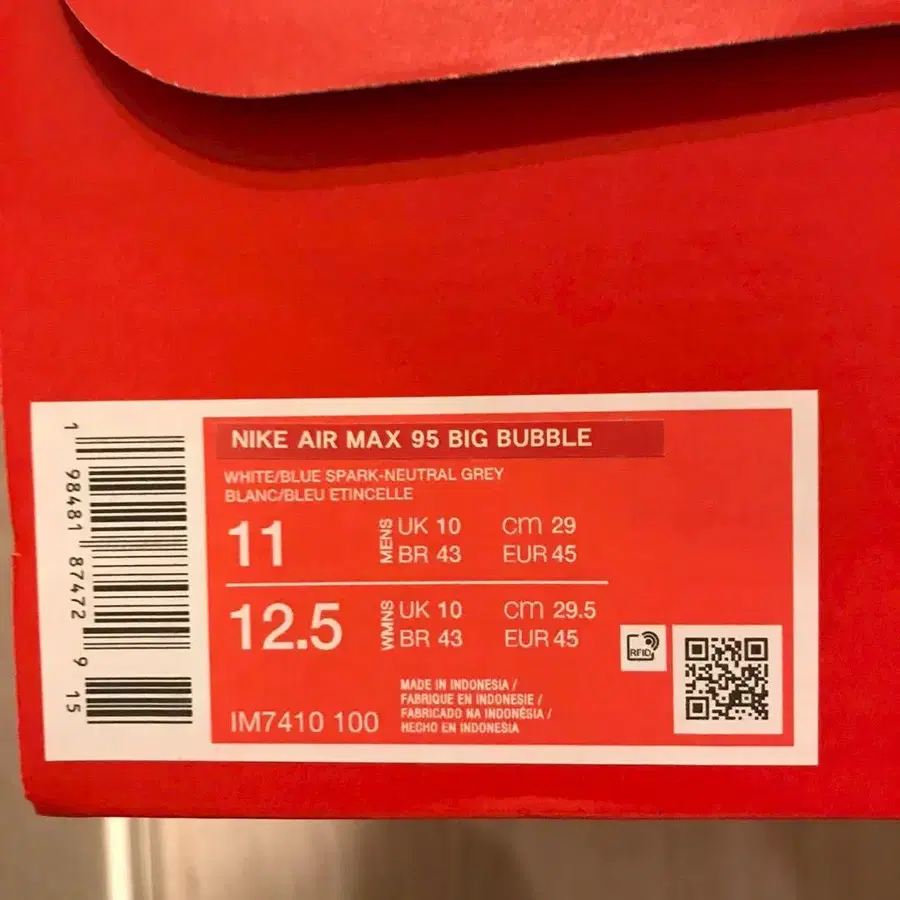 NIKE AIR MAX 95 BIG BUBBLE
WHITE/BLUE SPARK-NEUTRAL GREY
BLANC/BLEU ETINCELLE
11 MENS UK 10 cm 29
BR 43 EUR 45
12.5 WMNS UK 10 cm 29.5
BR 43 EUR 45
RFID
MADE IN INDONESIA /
FABRIQUE EN INDONESIE /
FABRICADO NA INDONÉSIA /
HECHO EN INDONESIA
IM7410 100
1 98481 87472 9 15